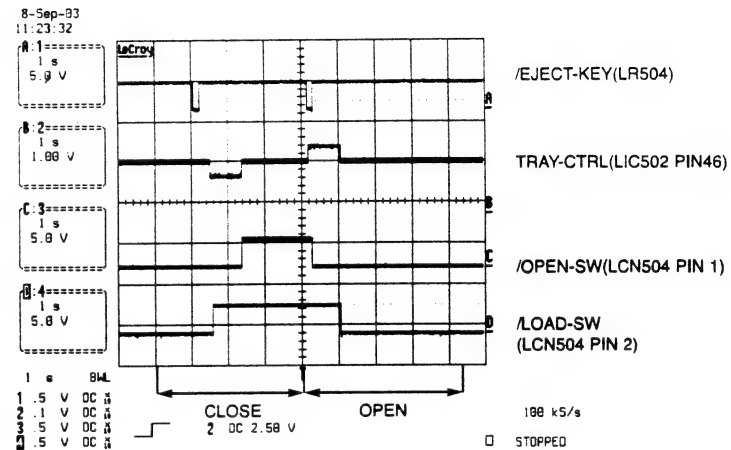 8-Sep-03
11:23:32
LeCroy
A:1
1 s
5.0 V
/EJECT-KEY(LR504)
A
B:2
1 s
1.00 V
TRAY-CTRL(LIC502 PIN46)
B
C:3
1 s
5.0 V
C
/OPEN-SW(LCN504 PIN 1)
D:4
1 s
5.0 V
D
/LOAD-SW
(LCN504 PIN 2)
1 s BWL
1 .5 V DC
2 .1 V DC
3 .5 V DC
4 .5 V DC
CLOSE OPEN
2 DC 2.50 V
100 kS/s
STOPPED